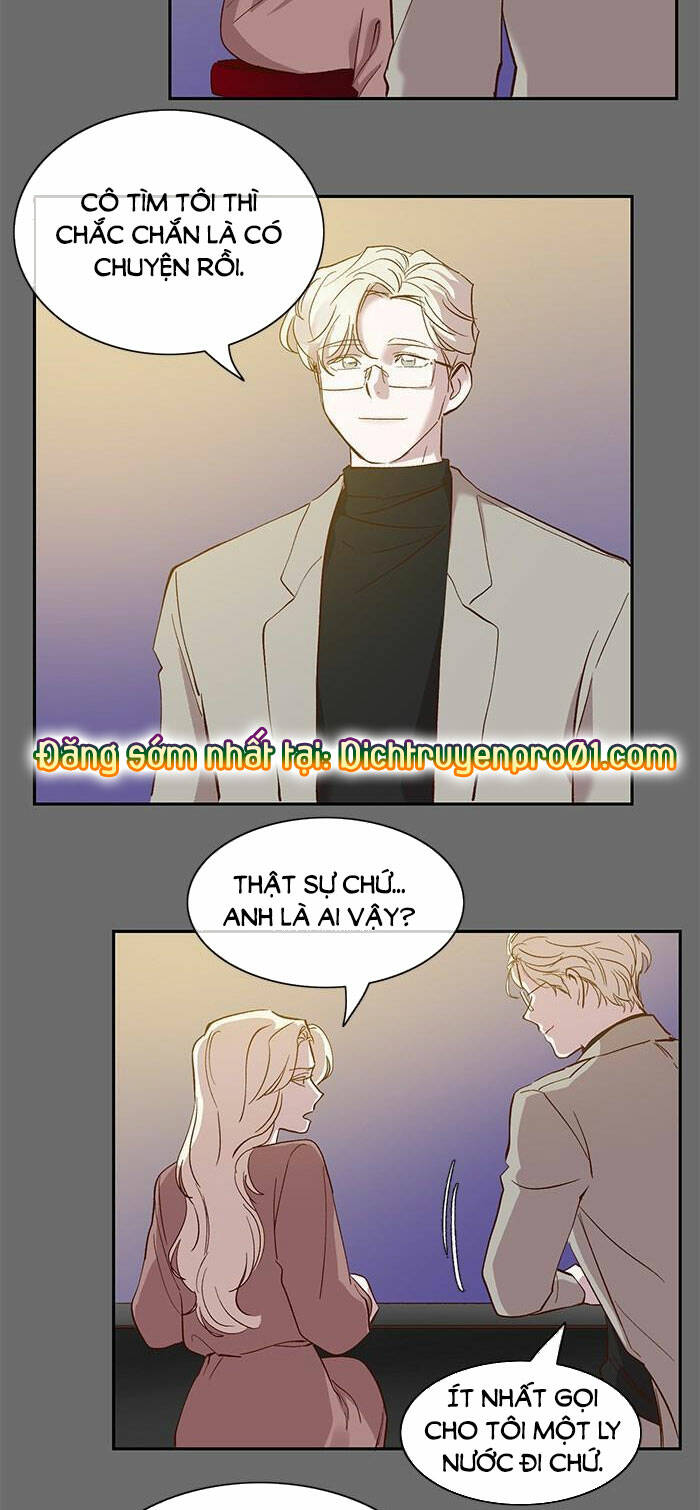 CÔ TÌM TÔI THÌ
CHẮC CHẮN LÀ CÓ
CHUYỆN RỒI.
Đăng sớm nhất tại: Dichtruyenpro01.com
THẬT SỰ CHỨ...
ANH LÀ AI VẬY?
ÍT NHẤT GỌI
CHO TÔI MỘT LY
NƯỚC ĐI CHỨ.